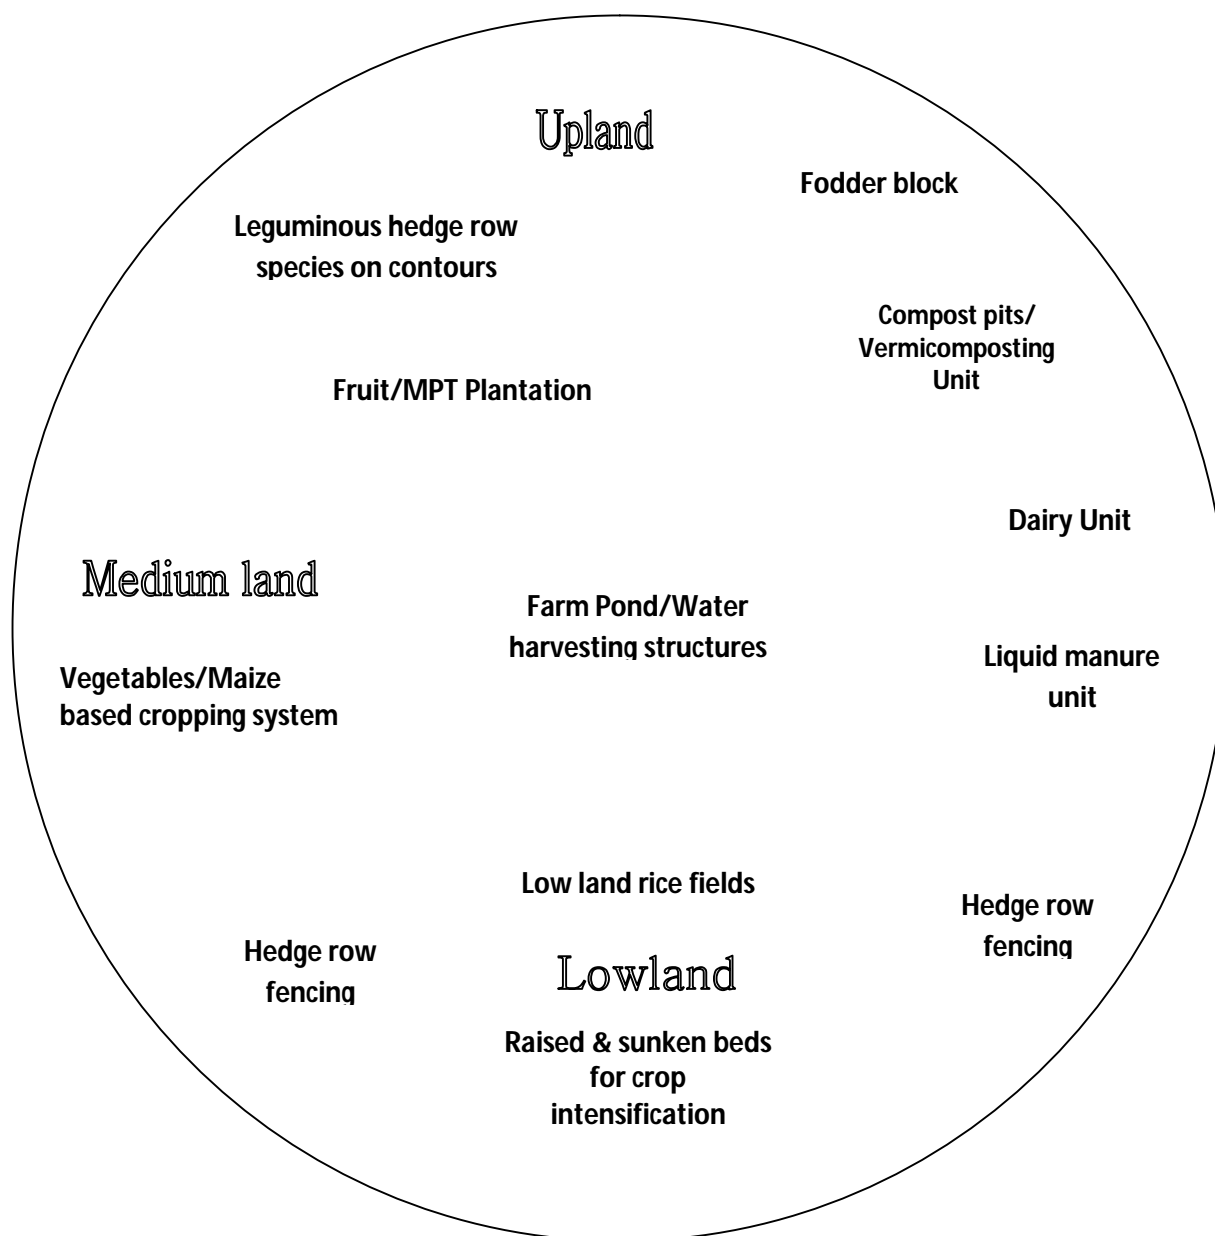 Upland
Fodder block
Leguminous hedge row
species on contours
Compost pits/
Vermicomposting
Unit
Fruit/MPT Plantation
Dairy Unit
Medium land
Farm Pond/Water
harvesting structures
Liquid manure
unit
Vegetables/Maize
based cropping system
Low land rice fields
Hedge row
fencing
Hedge row
fencing
Lowland
Raised & sunken beds
for crop
intensification